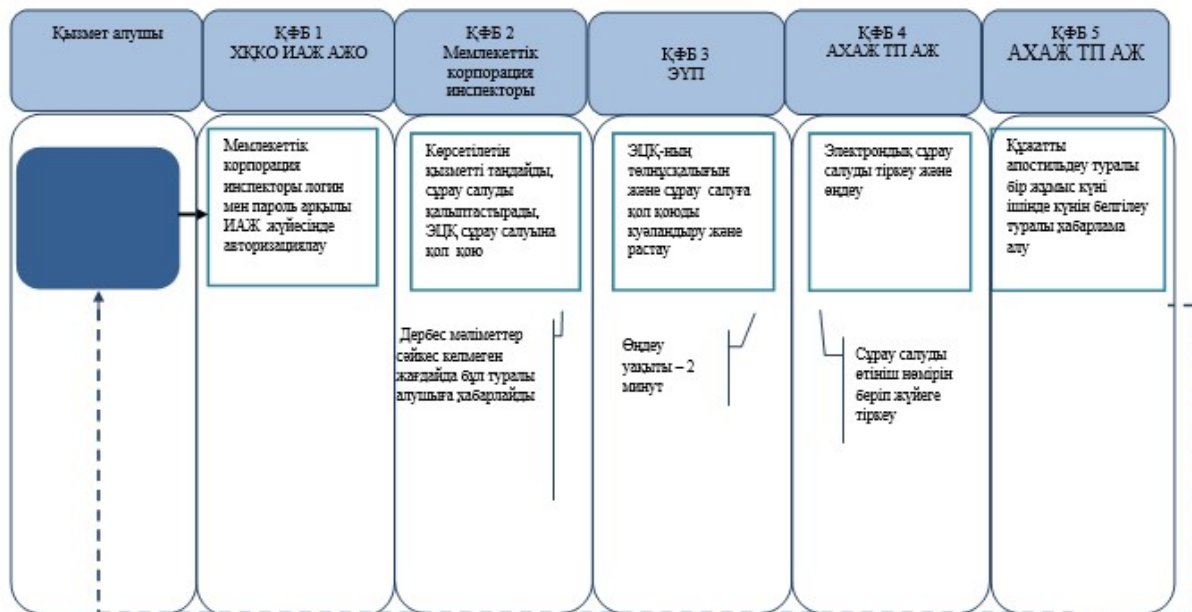 Қызмет алушы
ҚФБ 1
ХҚКО ИАЖ АЖО
ҚФБ 2
Мемлекеттік
корпорация
инспекторы
ҚФБ 3
ЭҮП
ҚФБ 4
АХАЖ ТП АЖ
ҚФБ 5
АХАЖ ТП АЖ
Мемлекеттік
корпорация
инспекторы логин
мен пароль арқылы
ИАЖ жүйесінде
авторизациялау
Көрсетілетін
қызметті таңдайды,
сұрау салуды
қалыптастырады,
ЭЦҚ сұрау салуына
қол қою
ЭЦҚ-ның
төлнұсқалығын
және сұрау салуға
қол қоюды
куәландыру және
растау
Электрондық сұрау
салуды тіркеу және
өңдеу
Құжатты
апостильдеу туралы
бір жұмыс күні
ішінде күнін белгілеу
туралы хабарлама
алу
Дербес мәліметтер
сәйкес келмеген
жағдайда бұл туралы
алушыға хабарлайды
Өңдеу
уақыты – 2
минут
Сұрау салуды
өтініш нөмірін
беріп жүйеге
тіркеу